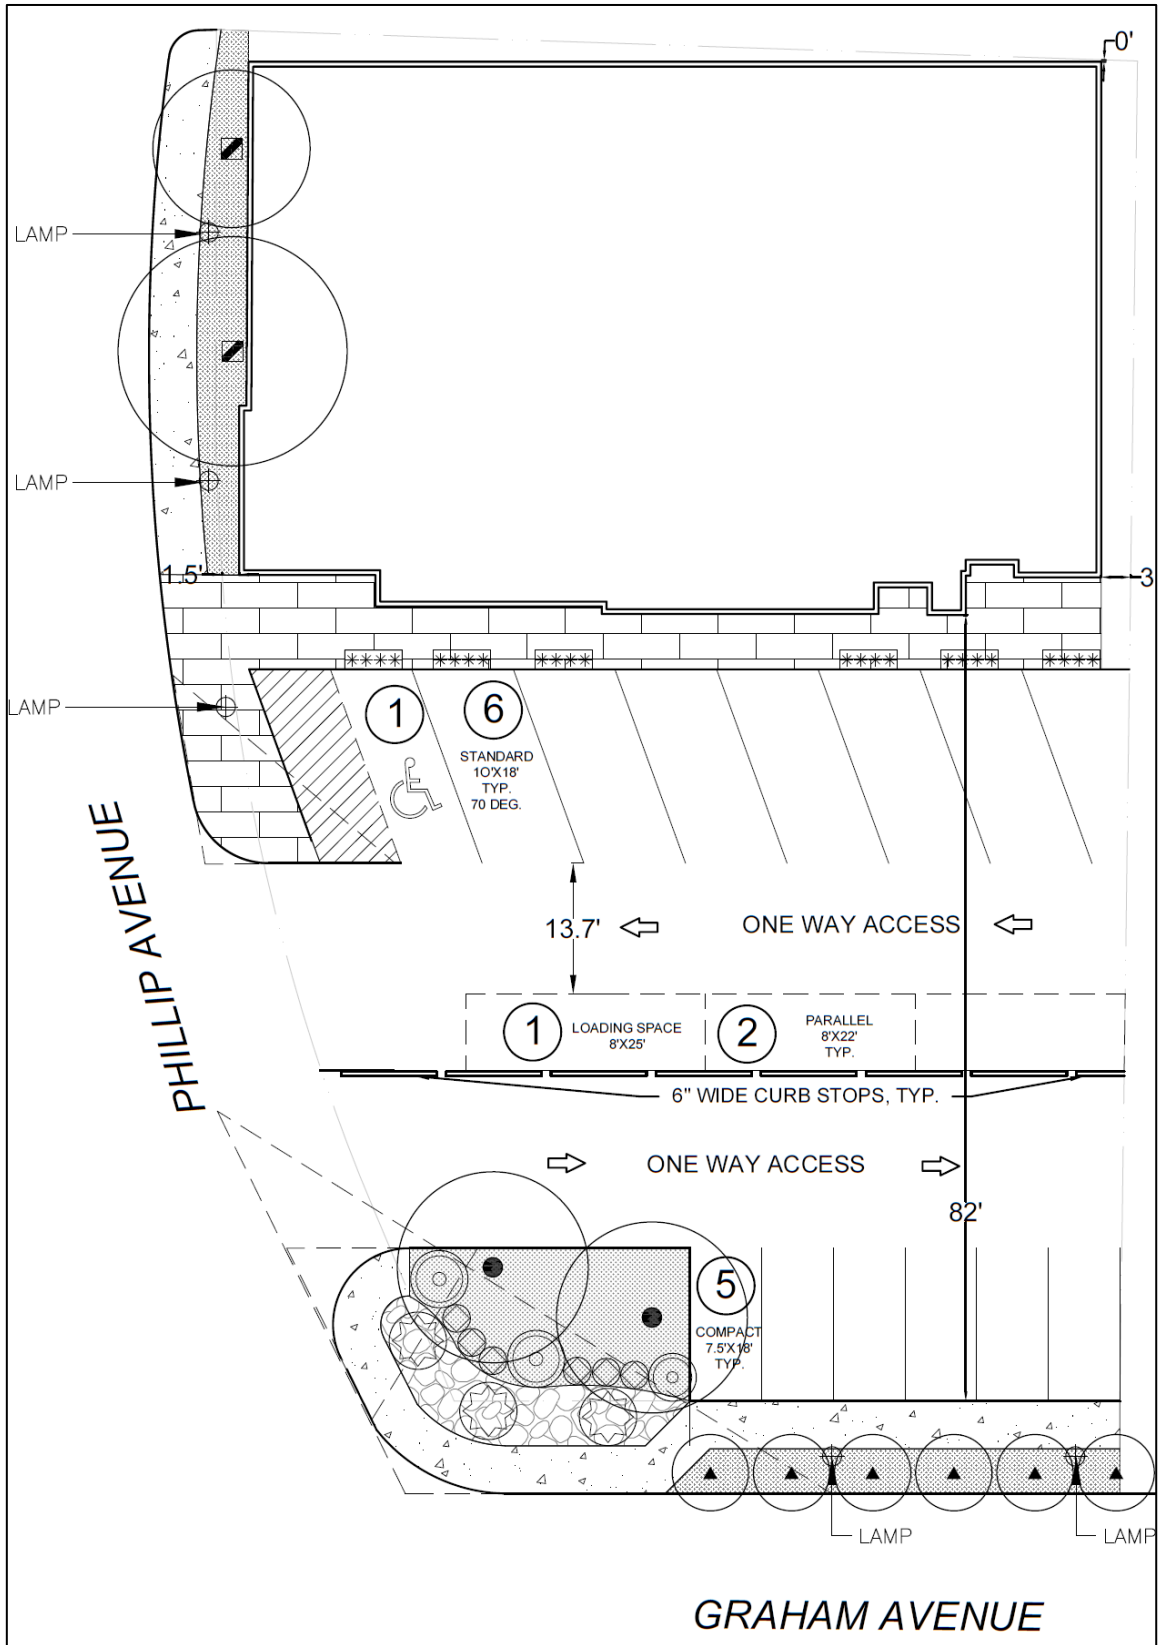 0'
LAMP
LAMP
1.5'
3
LAMP
1
6
STANDARD
10'X18'
TYP.
70 DEG.
PHILLIP AVENUE
13.7'
ONE WAY ACCESS
1
LOADING SPACE
8'X25'
2
PARALLEL
8'X22'
TYP.
6" WIDE CURB STOPS, TYP.
ONE WAY ACCESS
82'
5
COMPACT
7.5'X18'
TYP.
LAMP
LAMP
GRAHAM AVENUE